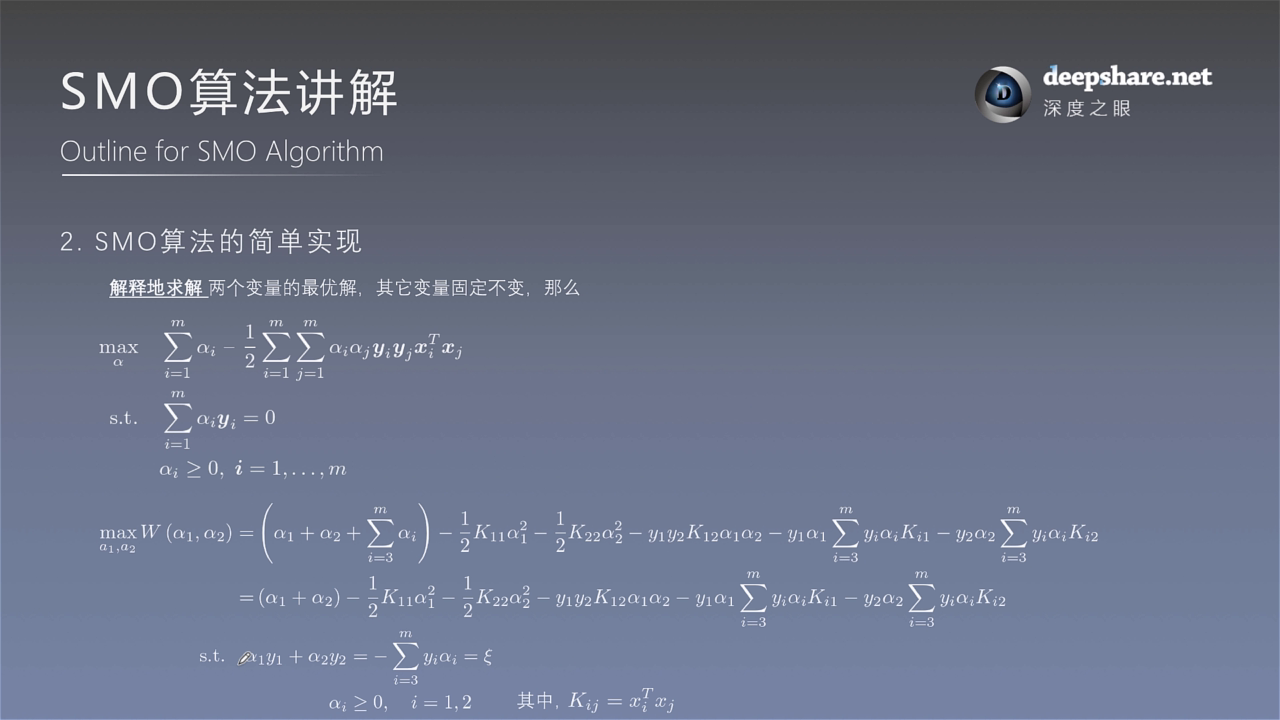 SMO算法讲解
deepshare.net
深度之眼
Outline for SMO Algorithm
2. SMO算法的简单实现
解释地求解 两个变量的最优解，其它变量固定不变，那么
$\max_{\alpha} \quad \sum_{i=1}^{m} \alpha_i - \frac{1}{2} \sum_{i=1}^{m} \sum_{j=1}^{m} \alpha_i \alpha_j \boldsymbol{y}_i \boldsymbol{y}_j \boldsymbol{x}_i^T \boldsymbol{x}_j$
$\text{s.t.} \quad \sum_{i=1}^{m} \alpha_i \boldsymbol{y}_i = 0$
$\alpha_i \geq 0, \; \boldsymbol{i} = 1, \ldots, m$
$\max_{a_1, a_2} W(\alpha_1, \alpha_2) = \left( \alpha_1 + \alpha_2 + \sum_{i=3}^{m} \alpha_i \right) - \frac{1}{2} K_{11} \alpha_1^2 - \frac{1}{2} K_{22} \alpha_2^2 - y_1 y_2 K_{12} \alpha_1 \alpha_2 - y_1 \alpha_1 \sum_{i=3}^{m} y_i \alpha_i K_{i1} - y_2 \alpha_2 \sum_{i=3}^{m} y_i \alpha_i K_{i2}$
$= (\alpha_1 + \alpha_2) - \frac{1}{2} K_{11} \alpha_1^2 - \frac{1}{2} K_{22} \alpha_2^2 - y_1 y_2 K_{12} \alpha_1 \alpha_2 - y_1 \alpha_1 \sum_{i=3}^{m} y_i \alpha_i K_{i1} - y_2 \alpha_2 \sum_{i=3}^{m} y_i \alpha_i K_{i2}$
$\text{s.t.} \quad \alpha_1 y_1 + \alpha_2 y_2 = - \sum_{i=3}^{m} y_i \alpha_i = \xi$
$\alpha_i \geq 0, \quad i = 1, 2$ 其中, $K_{ij} = x_i^T x_j$